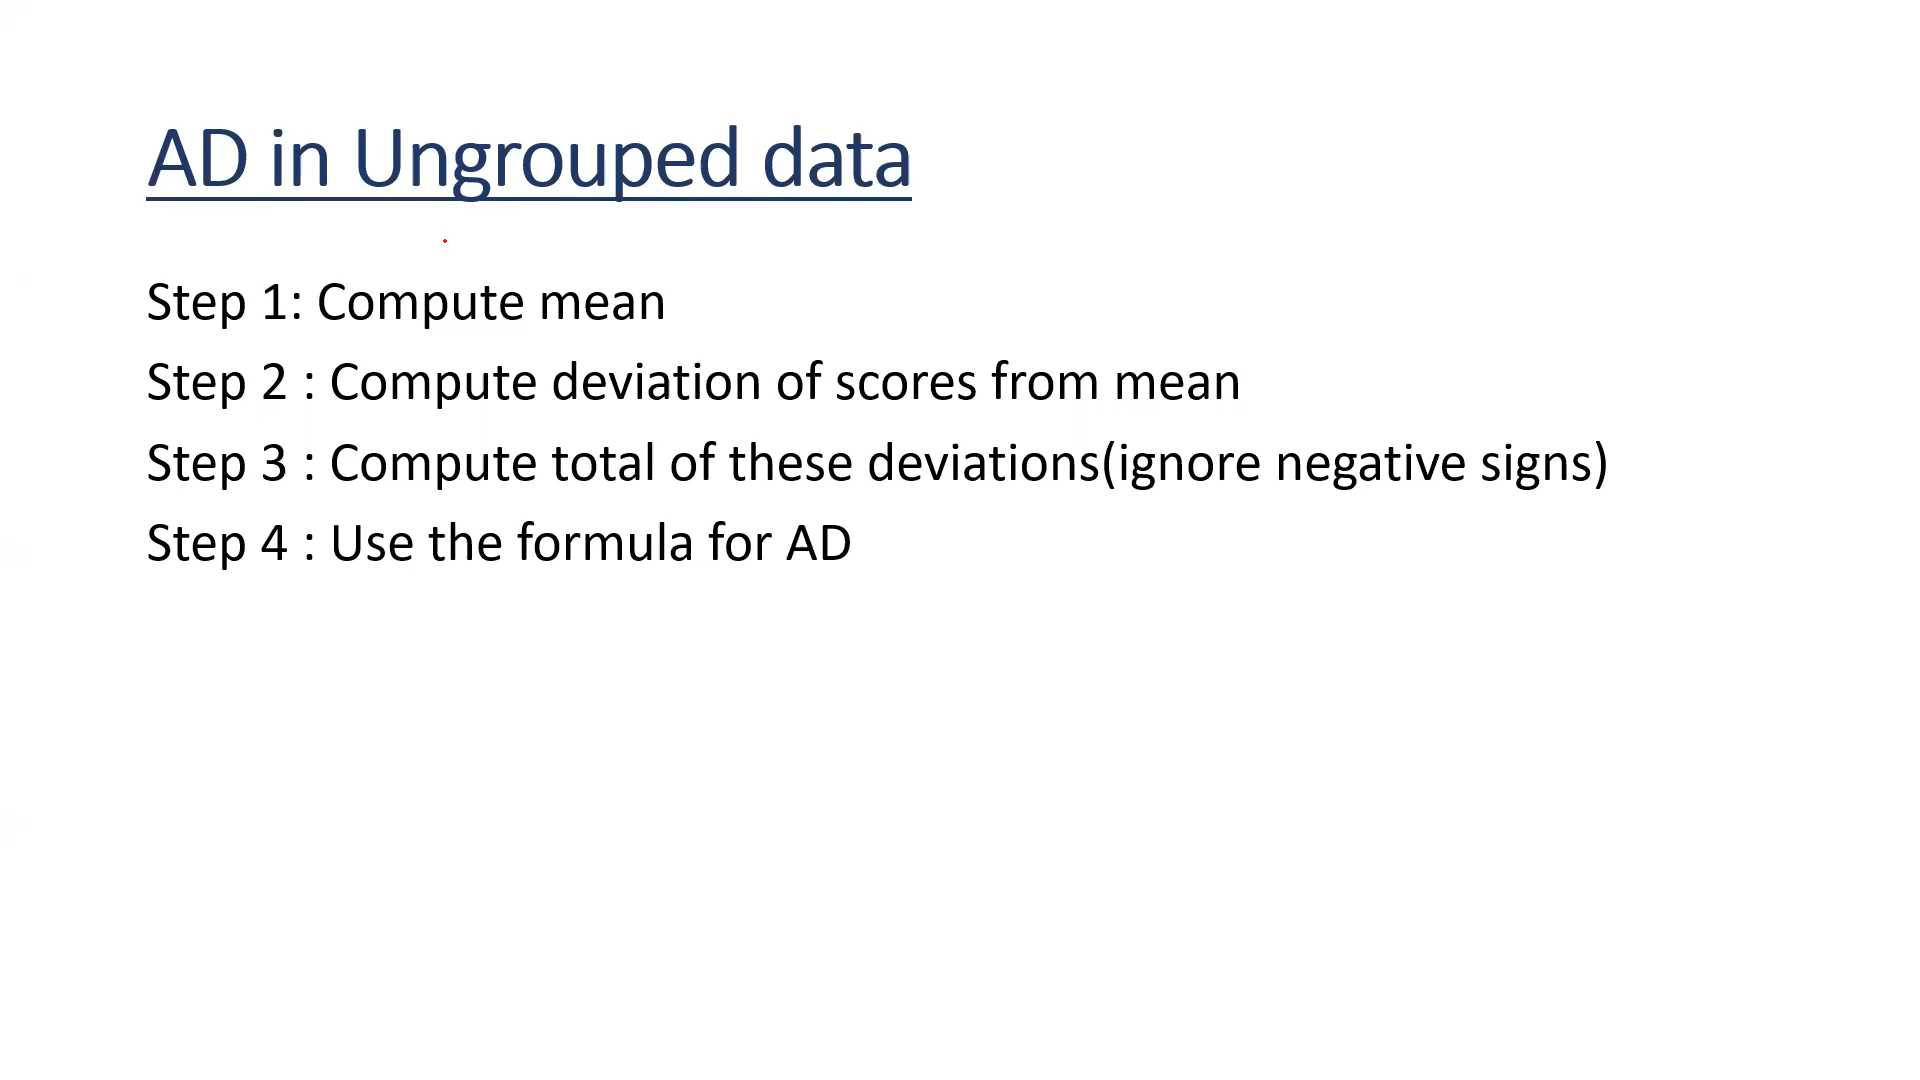 AD in Ungrouped data
Step 1: Compute mean
Step 2 : Compute deviation of scores from mean
Step 3 : Compute total of these deviations(ignore negative signs)
Step 4 : Use the formula for AD